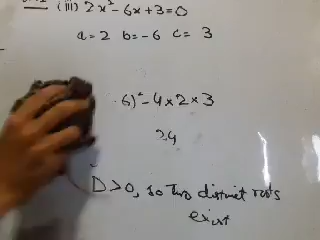 (iii) 2x² - 6x + 3 = 0
a = 2 b = -6 c = 3
6)² - 4 × 2 × 3
24
D > 0, so two distinct roots
exist